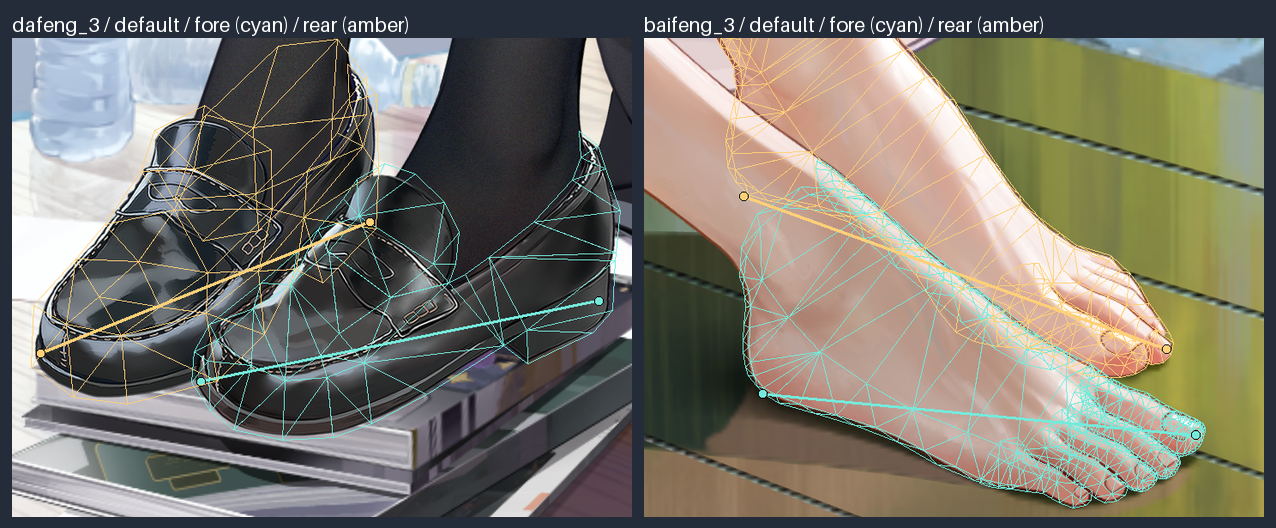 dafeng_3 / default / fore (cyan) / rear (amber)
baifeng_3 / default / fore (cyan) / rear (amber)